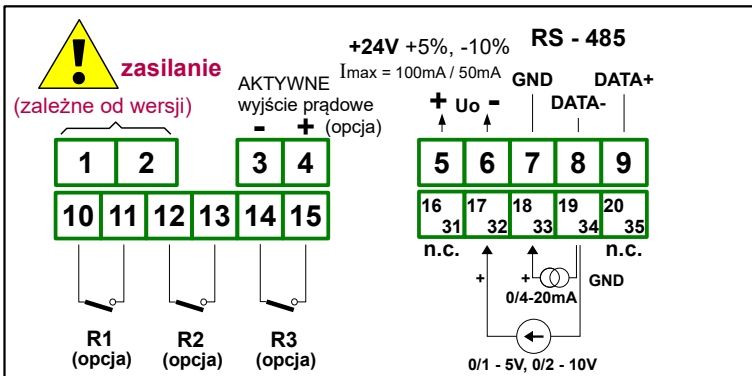 !
zasilanie
(zależne od wersji)
AKTYWNE
wyjście prądowe
- + (opcja)
+24V +5%, -10%
Imax = 100mA / 50mA
+ Uo -
RS - 485
GND
DATA-
DATA+
1 2 3 4
10 11 12 13 14 15
R1
(opcja)
R2
(opcja)
R3
(opcja)
5 6 7 8 9
16 17 18 19 20
31 32 33 34 35
n.c.
n.c.
+
+
0/4-20mA
GND
0/1 - 5V, 0/2 - 10V